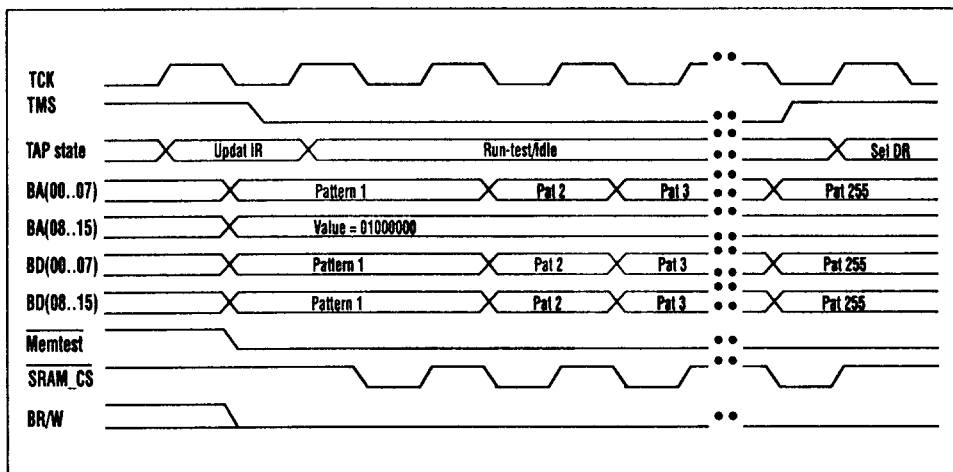 TCK
TMS
TAP state Updat IR Run-test/Idle Sel DR
BA(00..07) Pattern 1 Pat 2 Pat 3 Pat 255
BA(08..15) Value = 01000000
BD(00..07) Pattern 1 Pat 2 Pat 3 Pat 255
BD(08..15) Pattern 1 Pat 2 Pat 3 Pat 255
Memtest
SRAM_CS
BR/W